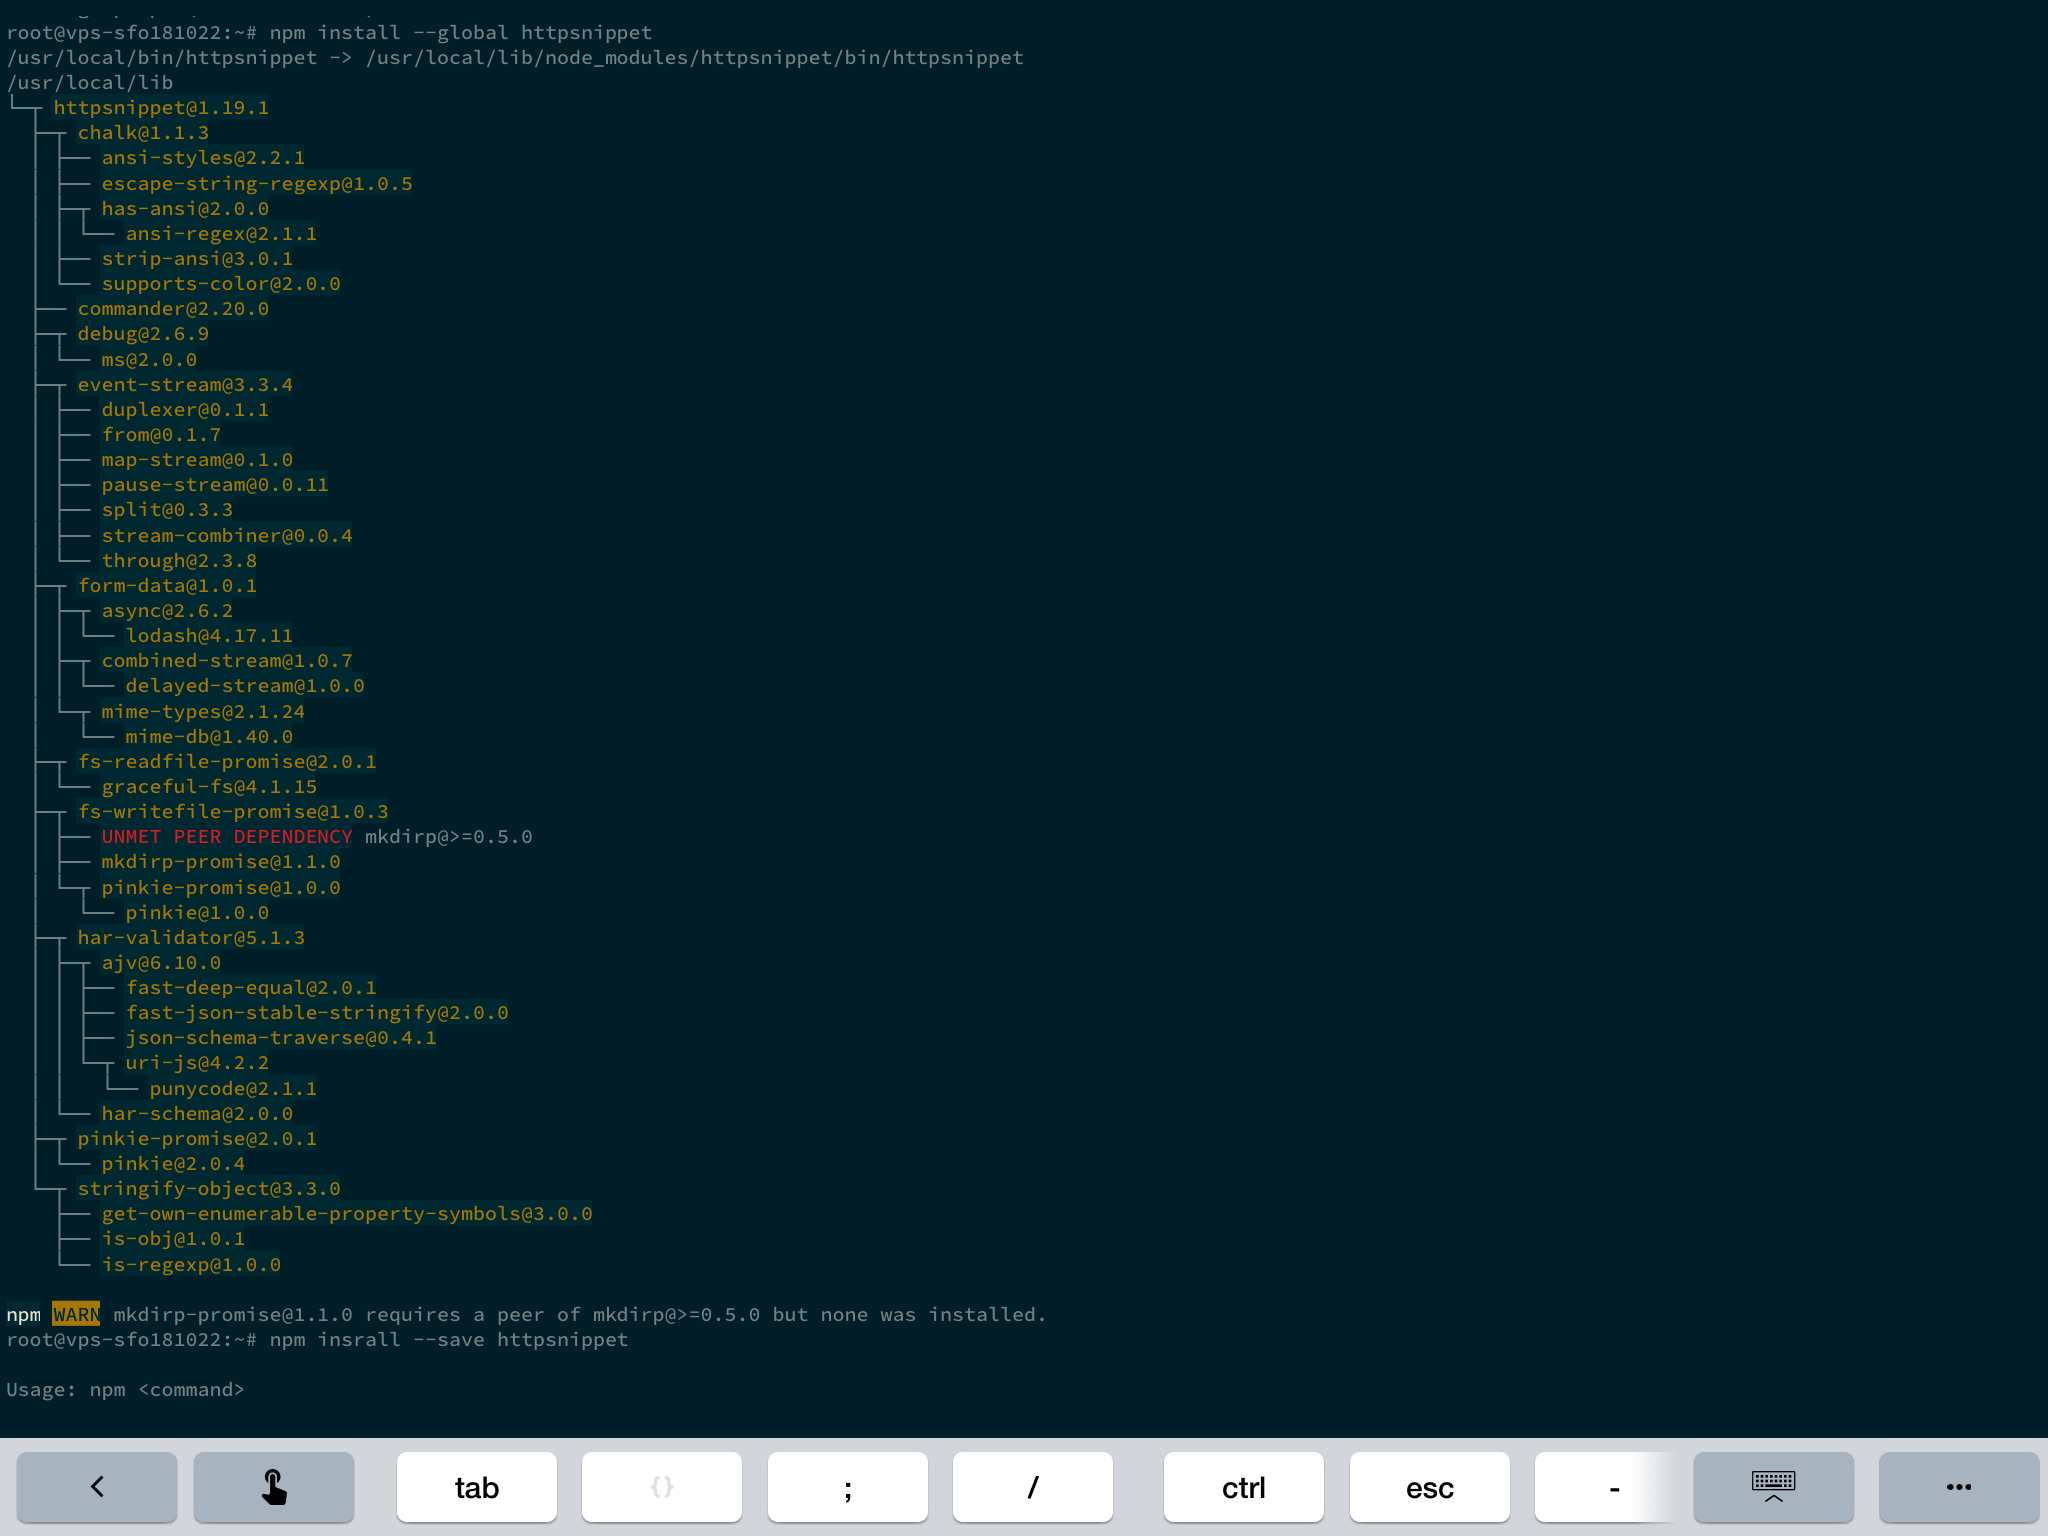 root@vps-sfo181022:~# npm install --global httpsnippet
/usr/local/bin/httpsnippet -> /usr/local/lib/node_modules/httpsnippet/bin/httpsnippet
/usr/local/lib
└─┬ httpsnippet@1.19.1
  ├─┬ chalk@1.1.3
  │ ├── ansi-styles@2.2.1
  │ ├── escape-string-regexp@1.0.5
  │ ├─┬ has-ansi@2.0.0
  │ │ └── ansi-regex@2.1.1
  │ ├── strip-ansi@3.0.1
  │ └── supports-color@2.0.0
  ├── commander@2.20.0
  ├─┬ debug@2.6.9
  │ └── ms@2.0.0
  ├─┬ event-stream@3.3.4
  │ ├── duplexer@0.1.1
  │ ├── from@0.1.7
  │ ├── map-stream@0.1.0
  │ ├── pause-stream@0.0.11
  │ ├── split@0.3.3
  │ ├── stream-combiner@0.0.4
  │ └── through@2.3.8
  ├─┬ form-data@1.0.1
  │ ├─┬ async@2.6.2
  │ │ └── lodash@4.17.11
  │ ├─┬ combined-stream@1.0.7
  │ │ └── delayed-stream@1.0.0
  │ └─┬ mime-types@2.1.24
  │   └── mime-db@1.40.0
  ├─┬ fs-readfile-promise@2.0.1
  │ └── graceful-fs@4.1.15
  ├─┬ fs-writefile-promise@1.0.3
  │ ├── UNMET PEER DEPENDENCY mkdirp@>=0.5.0
  │ ├── mkdirp-promise@1.1.0
  │ └─┬ pinkie-promise@1.0.0
  │   └── pinkie@1.0.0
  ├─┬ har-validator@5.1.3
  │ ├─┬ ajv@6.10.0
  │ │ ├── fast-deep-equal@2.0.1
  │ │ ├── fast-json-stable-stringify@2.0.0
  │ │ ├── json-schema-traverse@0.4.1
  │ │ └─┬ uri-js@4.2.2
  │ │   └── punycode@2.1.1
  │ └── har-schema@2.0.0
  ├─┬ pinkie-promise@2.0.1
  │ └── pinkie@2.0.4
  └─┬ stringify-object@3.3.0
    ├── get-own-enumerable-property-symbols@3.0.0
    ├── is-obj@1.0.1
    └── is-regexp@1.0.0

npm WARN mkdirp-promise@1.1.0 requires a peer of mkdirp@>=0.5.0 but none was installed.
root@vps-sfo181022:~# npm insrall --save httpsnippet

Usage: npm <command>

tab {} ; / ctrl esc -